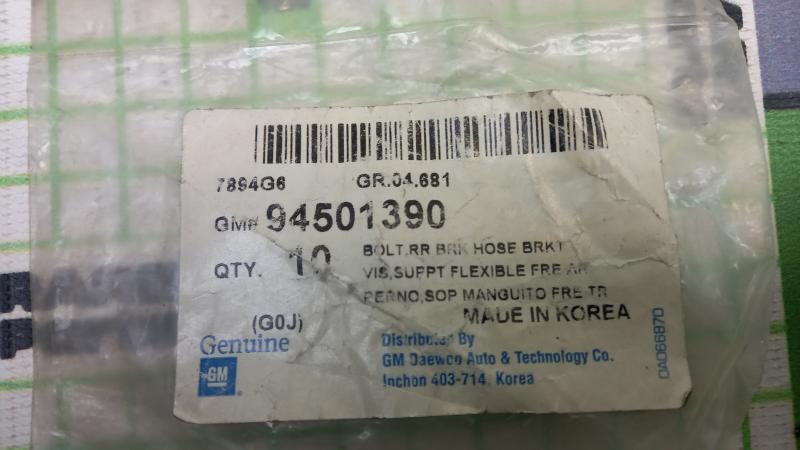 7894G6 GR.04.681
GM# 94501390
QTY. 10
BOLT,RR BRK HOSE BRKT
VIS,SUPPT FLEXIBLE FRE AR
PERNO,SOP MANGUITO FRE TR
MADE IN KOREA
(G0J)
Genuine
GM
Distributed By
GM Daewoo Auto & Technology Co.
Inchon 403-714, Korea
0A066870